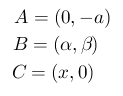 A = (0, −a)
B = (α, β)
C = (x, 0)